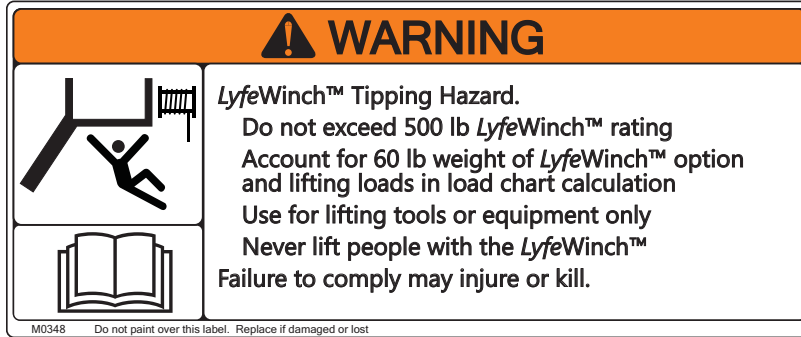 WARNING
LyfeWinch™ Tipping Hazard.
Do not exceed 500 lb LyfeWinch™ rating
Account for 60 lb weight of LyfeWinch™ option
and lifting loads in load chart calculation
Use for lifting tools or equipment only
Never lift people with the LyfeWinch™
Failure to comply may injure or kill.
M0348 Do not paint over this label. Replace if damaged or lost